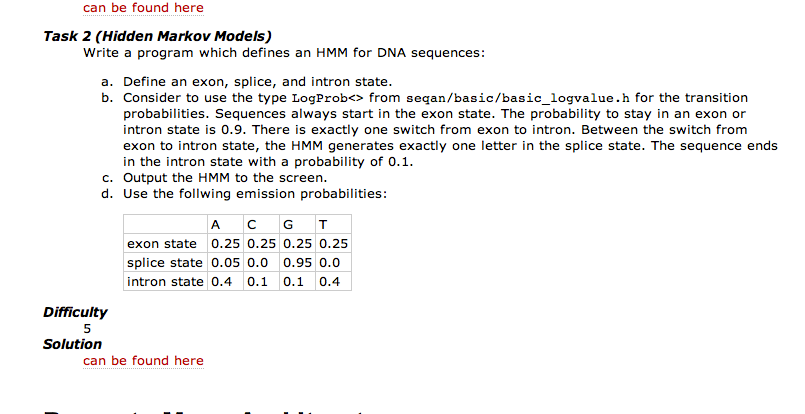 can be found here
Task 2 (Hidden Markov Models)
Write a program which defines an HMM for DNA sequences:
a. Define an exon, splice, and intron state.
b. Consider to use the type LogProb<> from seqan/basic/basic_logvalue.h for the transition
probabilities. Sequences always start in the exon state. The probability to stay in an exon or
intron state is 0.9. There is exactly one switch from exon to intron. Between the switch from
exon to intron state, the HMM generates exactly one letter in the splice state. The sequence ends
in the intron state with a probability of 0.1.
c. Output the HMM to the screen.
d. Use the follwing emission probabilities:
A C G T
exon state 0.25 0.25 0.25 0.25
splice state 0.05 0.0 0.95 0.0
intron state 0.4 0.1 0.1 0.4
Difficulty
5
Solution
can be found here